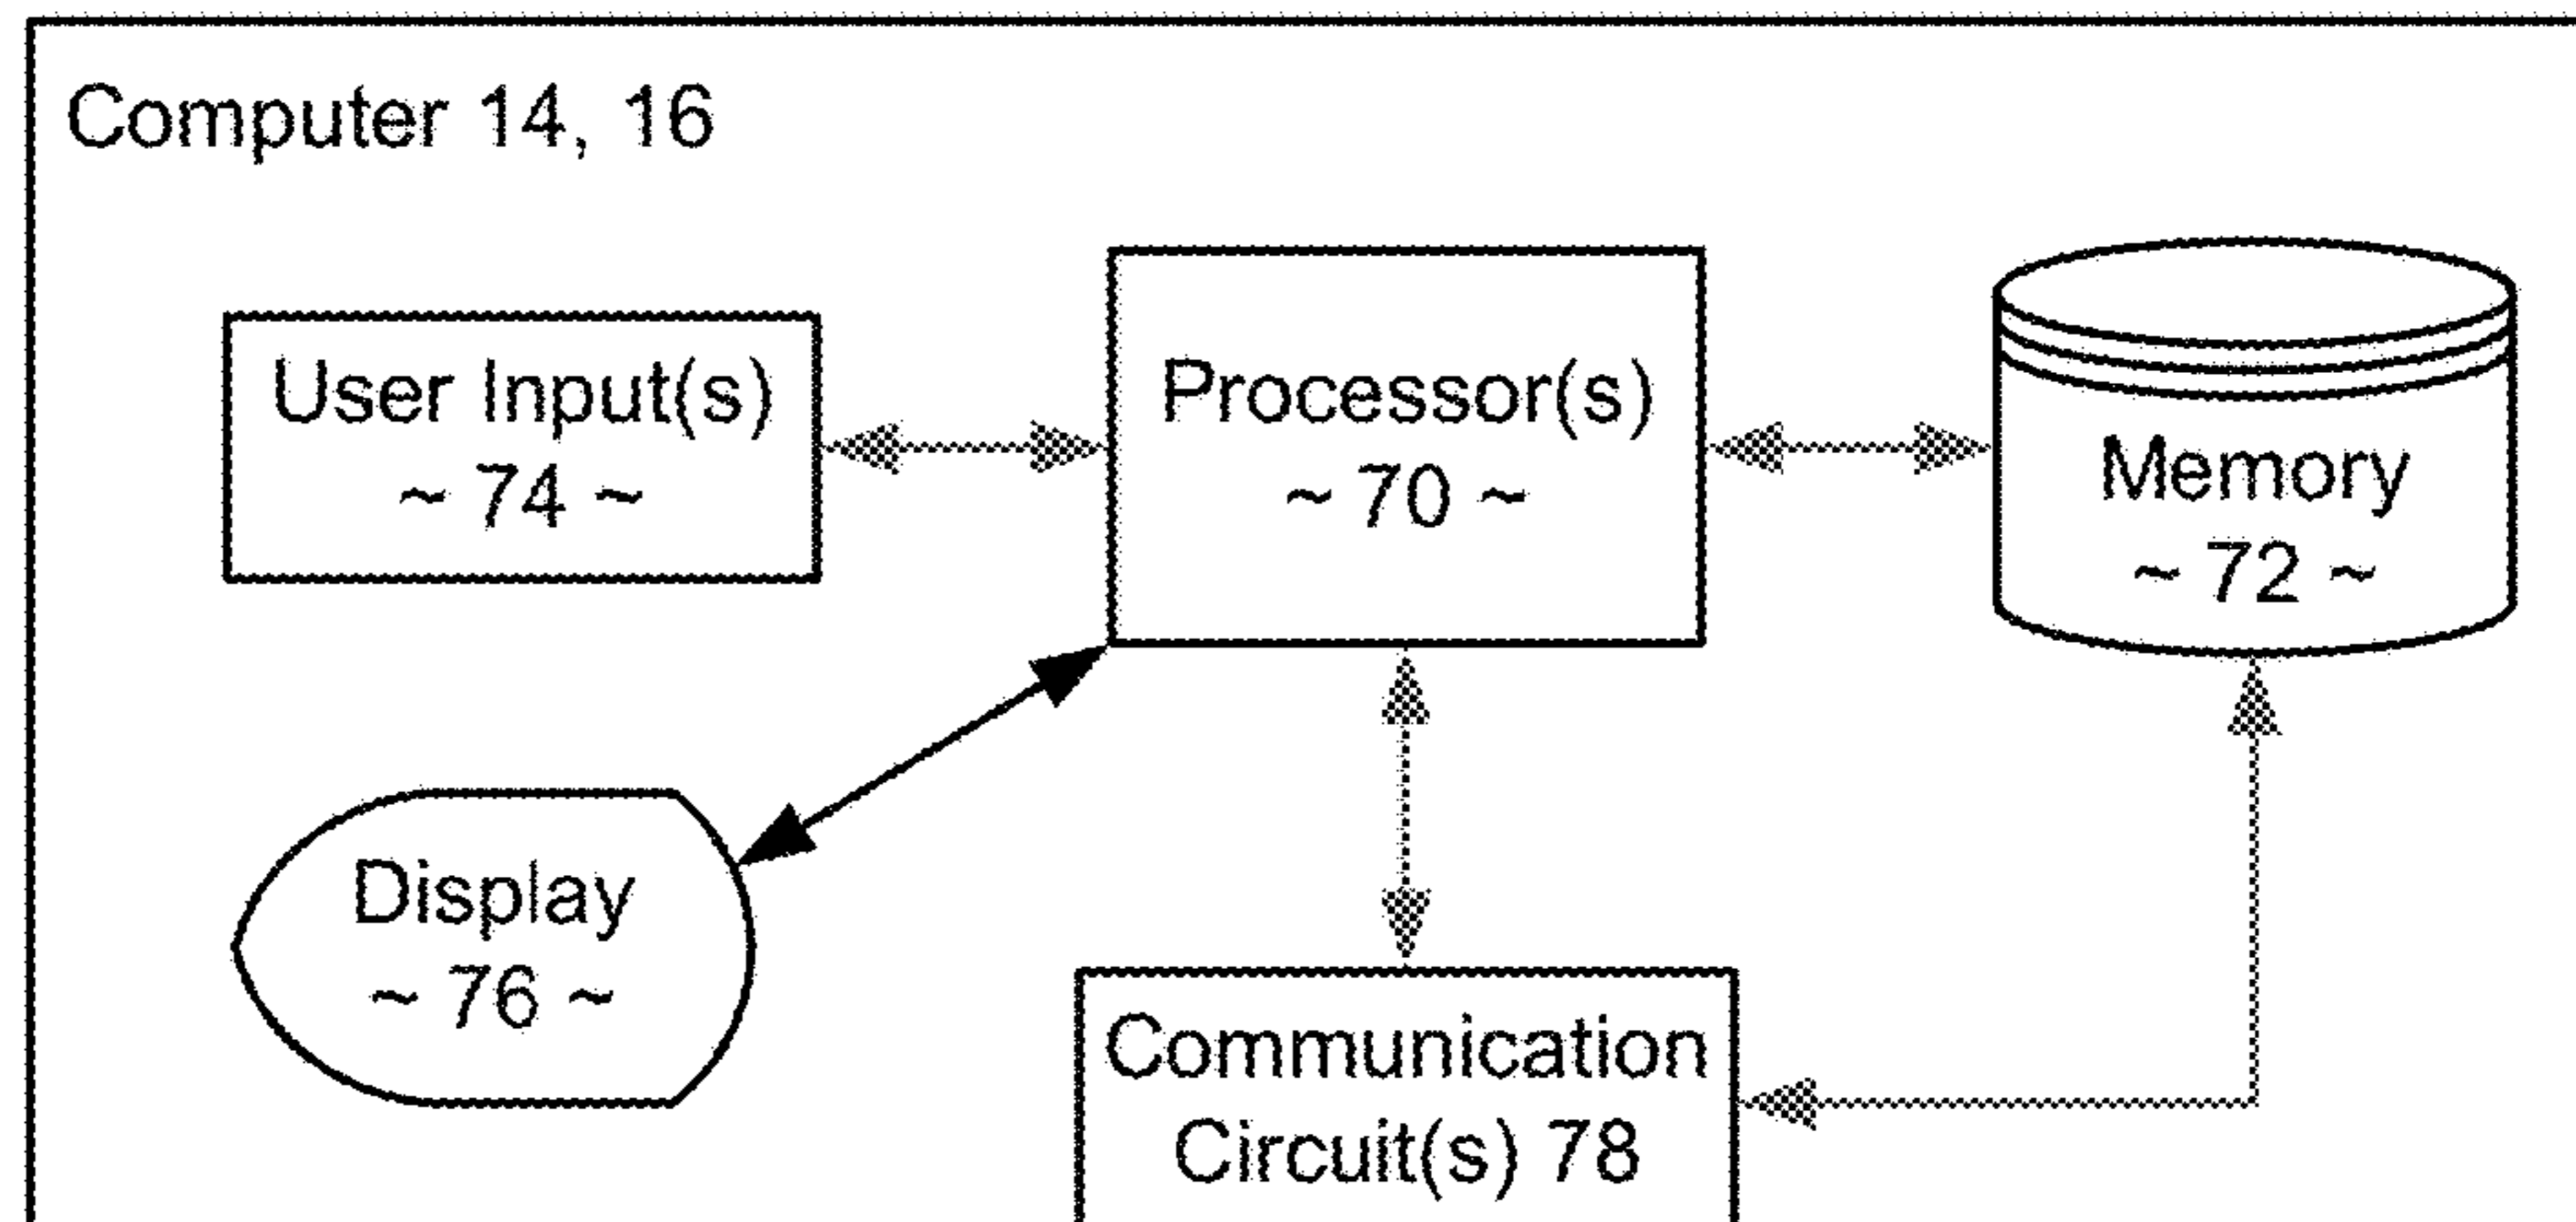 Computer 14, 16
User Input(s)
~ 74 ~
Processor(s)
~ 70 ~
Memory
~ 72 ~
Display
~ 76 ~
Communication
Circuit(s) 78